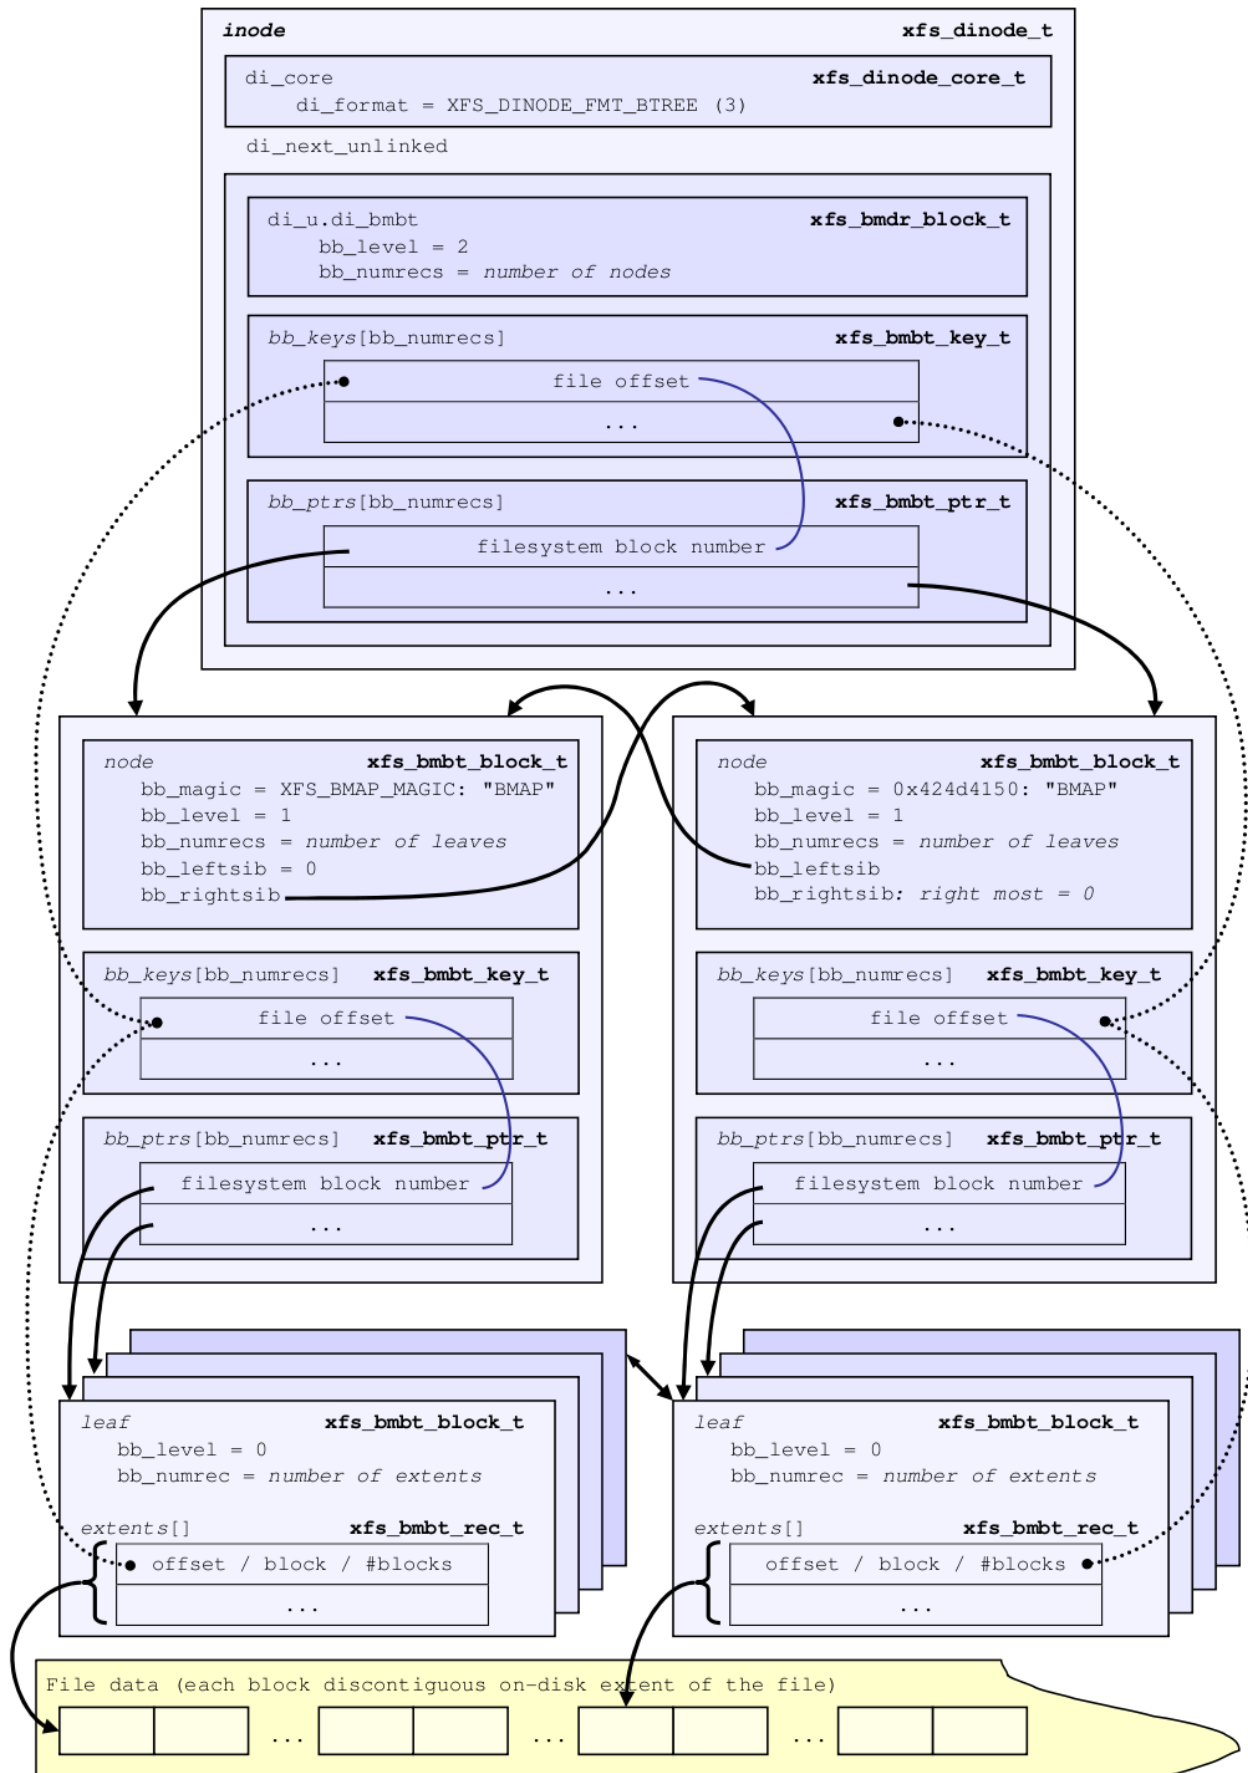 inode xfs_dinode_t
di_core xfs_dinode_core_t
di_format = XFS_DINODE_FMT_BTREE (3)
di_next_unlinked
di_u.di_bmbt xfs_bmdr_block_t
bb_level = 2
bb_numrecs = number of nodes
bb_keys[bb_numrecs] xfs_bmbt_key_t
file offset
...
bb_ptrs[bb_numrecs] xfs_bmbt_ptr_t
filesystem block number
...
node xfs_bmbt_block_t
bb_magic = XFS_BMAP_MAGIC: "BMAP"
bb_level = 1
bb_numrecs = number of leaves
bb_leftsib = 0
bb_rightsib
bb_keys[bb_numrecs] xfs_bmbt_key_t
file offset
...
bb_ptrs[bb_numrecs] xfs_bmbt_ptr_t
filesystem block number
...
node xfs_bmbt_block_t
bb_magic = 0x424d4150: "BMAP"
bb_level = 1
bb_numrecs = number of leaves
bb_leftsib
bb_rightsib: right most = 0
bb_keys[bb_numrecs] xfs_bmbt_key_t
file offset
...
bb_ptrs[bb_numrecs] xfs_bmbt_ptr_t
filesystem block number
...
leaf xfs_bmbt_block_t
bb_level = 0
bb_numrec = number of extents
extents[] xfs_bmbt_rec_t
offset / block / #blocks
...
leaf xfs_bmbt_block_t
bb_level = 0
bb_numrec = number of extents
extents[] xfs_bmbt_rec_t
offset / block / #blocks
...
File data (each block discontiguous on-disk extent of the file)
... ... ...